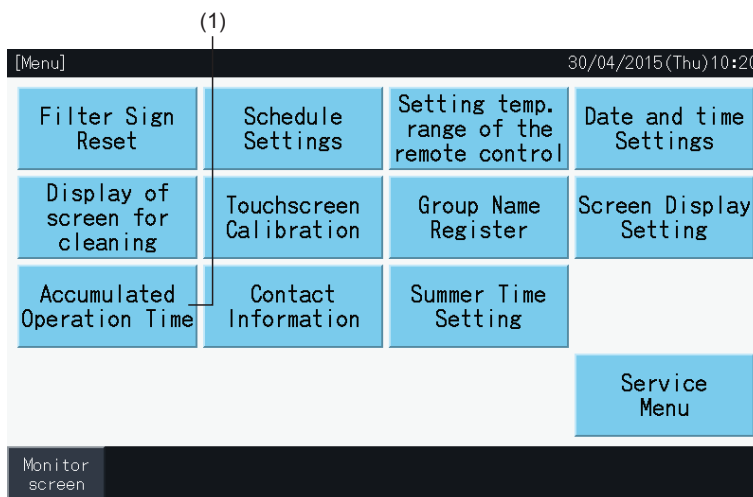 (1)
[Menu] 30/04/2015(Thu)10:20
Filter Sign
Reset
Schedule
Settings
Setting temp.
range of the
remote control
Date and time
Settings
Display of
screen for
cleaning
Touchscreen
Calibration
Group Name
Register
Screen Display
Setting
Accumulated
Operation Time
Contact
Information
Summer Time
Setting
Service
Menu
Monitor
screen